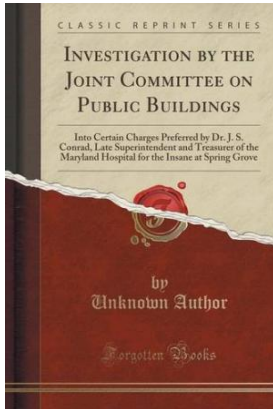 CLASSIC REPRINT SERIES
INVESTIGATION BY THE
JOINT COMMITTEE ON
PUBLIC BUILDINGS
Into Certain Charges Preferred by Dr. J. S.
Conrad, Late Superintendent and Treasurer of the
Maryland Hospital for the Insane at Spring Grove
by
Unknown Author
Forgotten Books